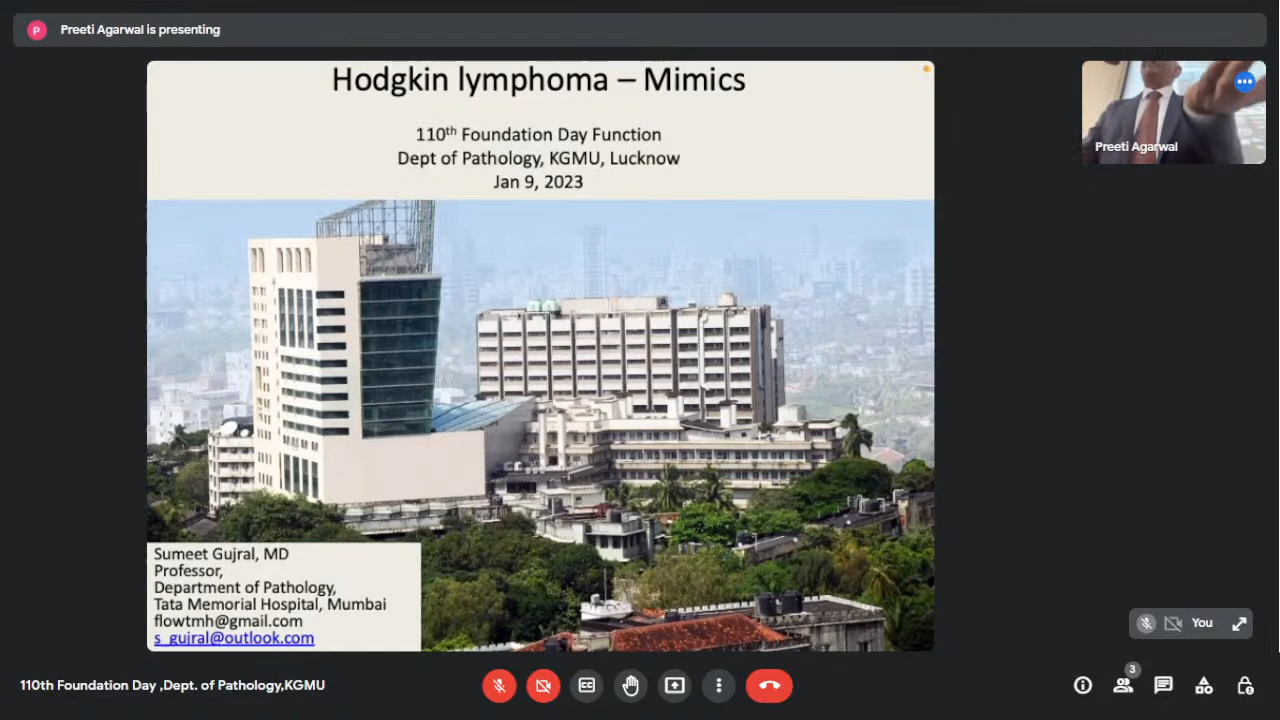 P
Preeti Agarwal is presenting
Hodgkin lymphoma – Mimics
110th Foundation Day Function
Dept of Pathology, KGMU, Lucknow
Jan 9, 2023
Preeti Agarwal
Sumeet Gujral, MD
Professor,
Department of Pathology,
Tata Memorial Hospital, Mumbai
flowtmh@gmail.com
s_gujral@outlook.com
You
110th Foundation Day ,Dept. of Pathology,KGMU
3